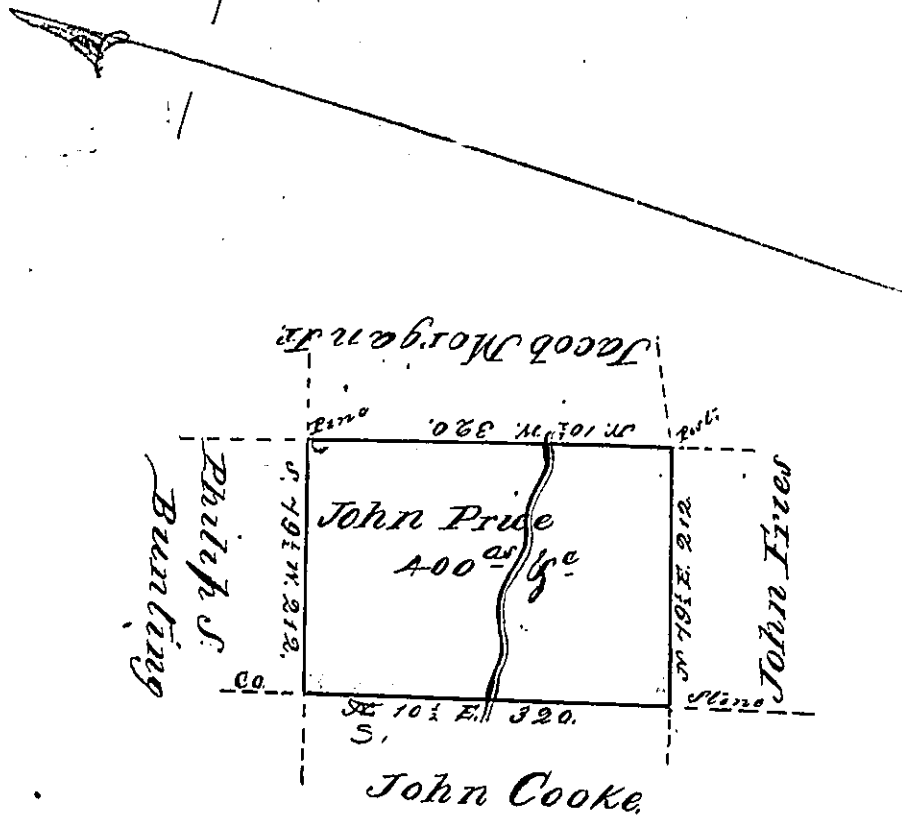 Jacob Morgan Jr.
N. 10½ W. 320.
Post
John Price
400 as. &c
S. 79½ W. 212.
Philip S.
Bunting
N 79½ E. 212
John Fries
Co.
Stone
10½ E. 320.
S.
John Cooke.